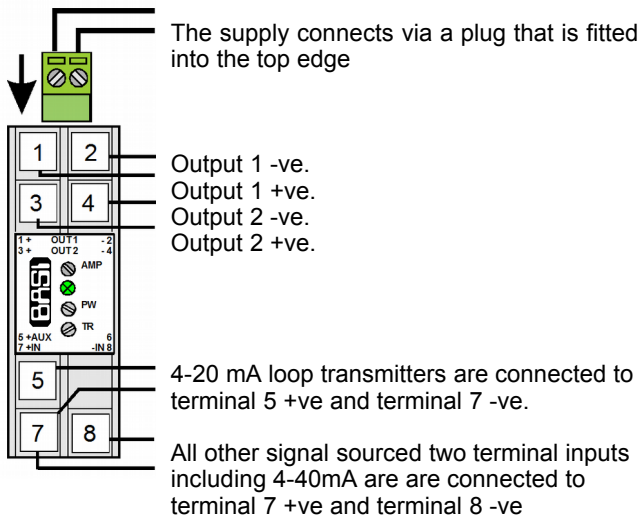 The supply connects via a plug that is fitted
into the top edge
1 2
Output 1 -ve.
Output 1 +ve.
3 4
Output 2 -ve.
Output 2 +ve.
1 + OUT1 - 2
3 + OUT2 - 4
AMP
BAS1
PW
TR
5 +AUX 6
7 +IN -IN 8
5
4-20 mA loop transmitters are connected to
terminal 5 +ve and terminal 7 -ve.
7 8
All other signal sourced two terminal inputs
including 4-40mA are are connected to
terminal 7 +ve and terminal 8 -ve